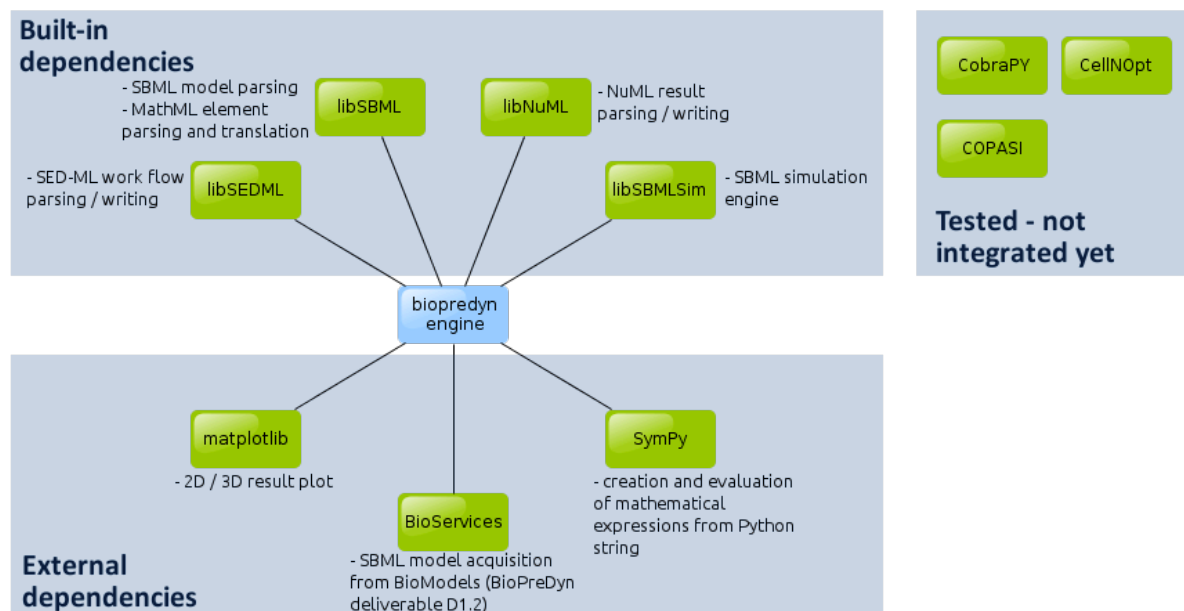 Built-in
dependencies
- SBML model parsing
- MathML element
parsing and translation
libSBML
libNuML
- NuML result
parsing / writing
- SED-ML work flow
parsing / writing
libSEDML
libSBMLSim
- SBML simulation
engine
CobraPY
CellNOpt
COPASI
Tested - not
integrated yet
biopredyn
engine
matplotlib
- 2D / 3D result plot
BioServices
- SBML model acquisition
from BioModels (BioPreDyn
deliverable D1.2)
SymPy
- creation and evaluation
of mathematical
expressions from Python
string
External
dependencies